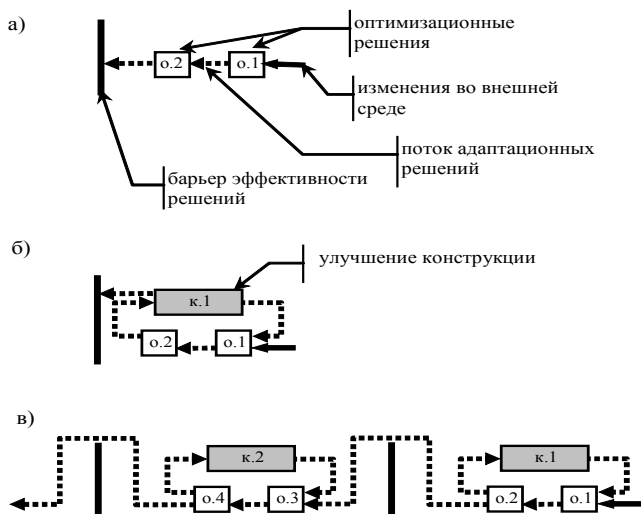 а)
оптимизационные
решения
о.2
о.1
изменения во внешней
среде
поток адаптационных
решений
барьер эффективности
решений
б)
улучшение конструкции
к.1
о.2
о.1
в)
к.2
к.1
о.4
о.3
о.2
о.1